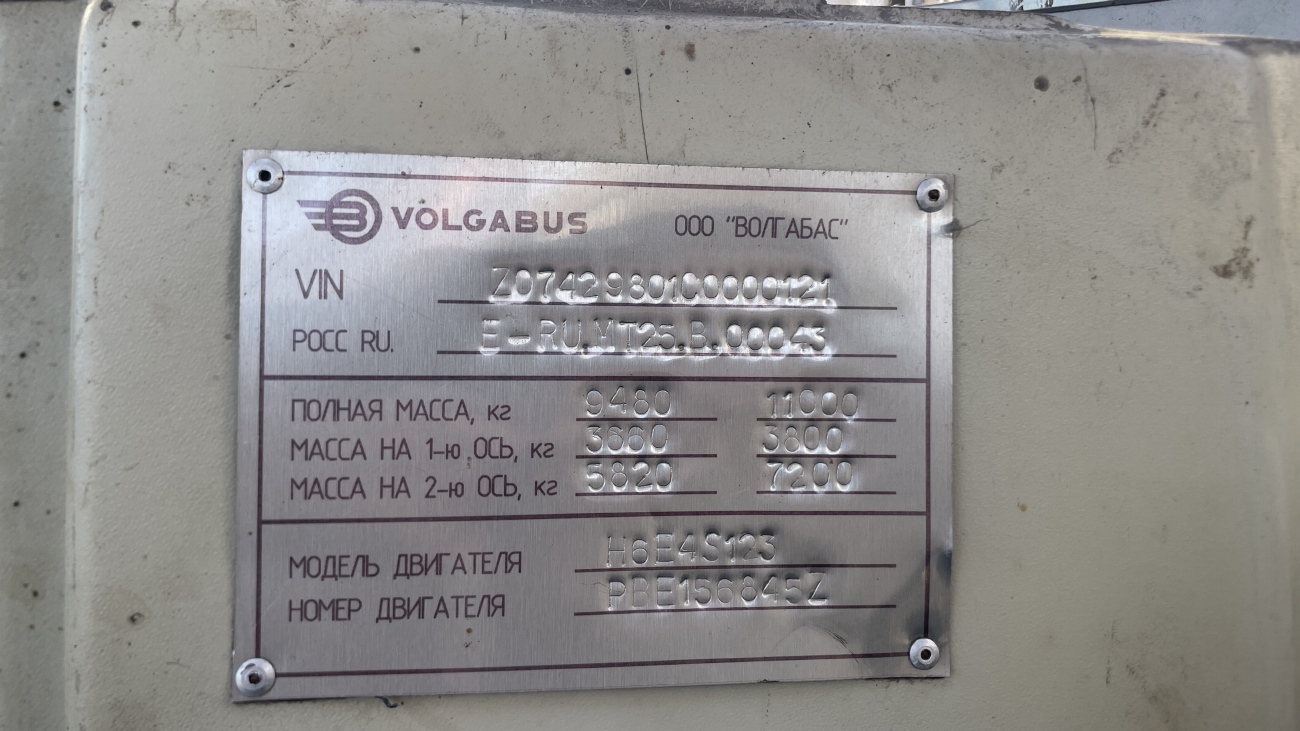 VOLGABUS ООО "ВОЛГАБАС"
VIN Z07429801C0000121
РОСС RU. E-RU.MT25.B.00043
ПОЛНАЯ МАССА, кг 9480 11000
МАССА НА 1-ю ОСЬ, кг 3660 3800
МАССА НА 2-ю ОСЬ, кг 5820 7200
МОДЕЛЬ ДВИГАТЕЛЯ H6E4S123
НОМЕР ДВИГАТЕЛЯ PBE156845Z